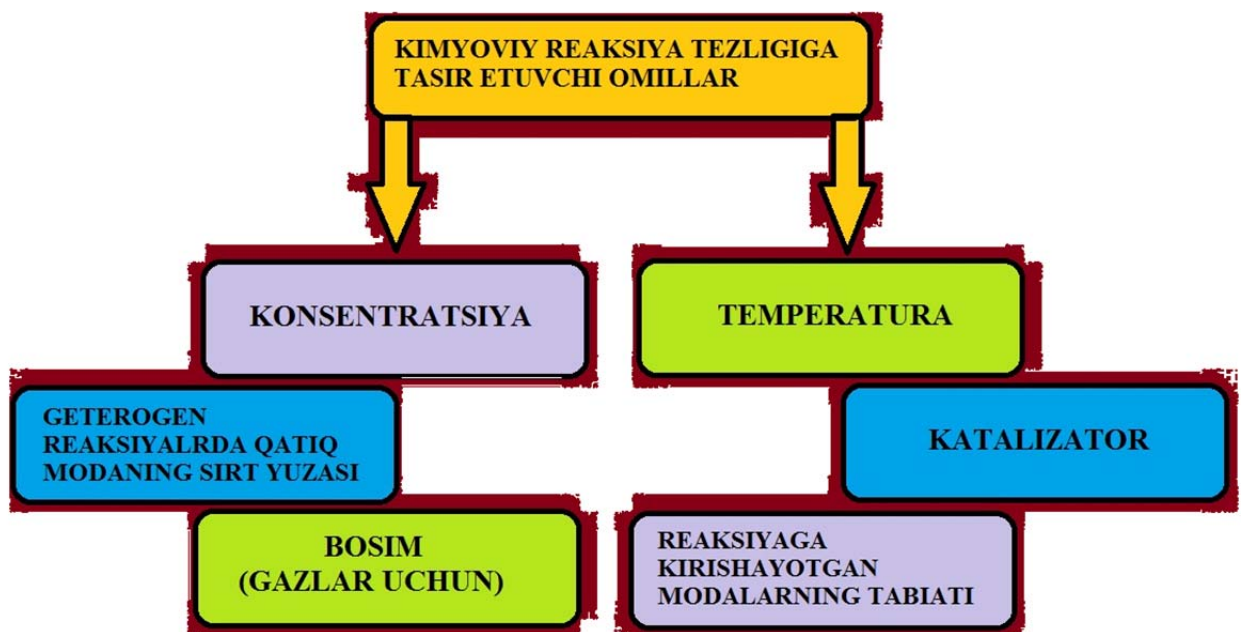 KIMYOVIY REAKSIYA TEZLIGIGA
TASIR ETUVCHI OMILLAR
KONSENTRATSIYA
TEMPERATURA
GETEROGEN
REAKSIYALRDA QATIQ
MODANING SIRT YUZASI
KATALIZATOR
BOSIM
(GAZLAR UCHUN)
REAKSIYAGA
KIRISHAYOTGAN
MODALARNING TABIATI